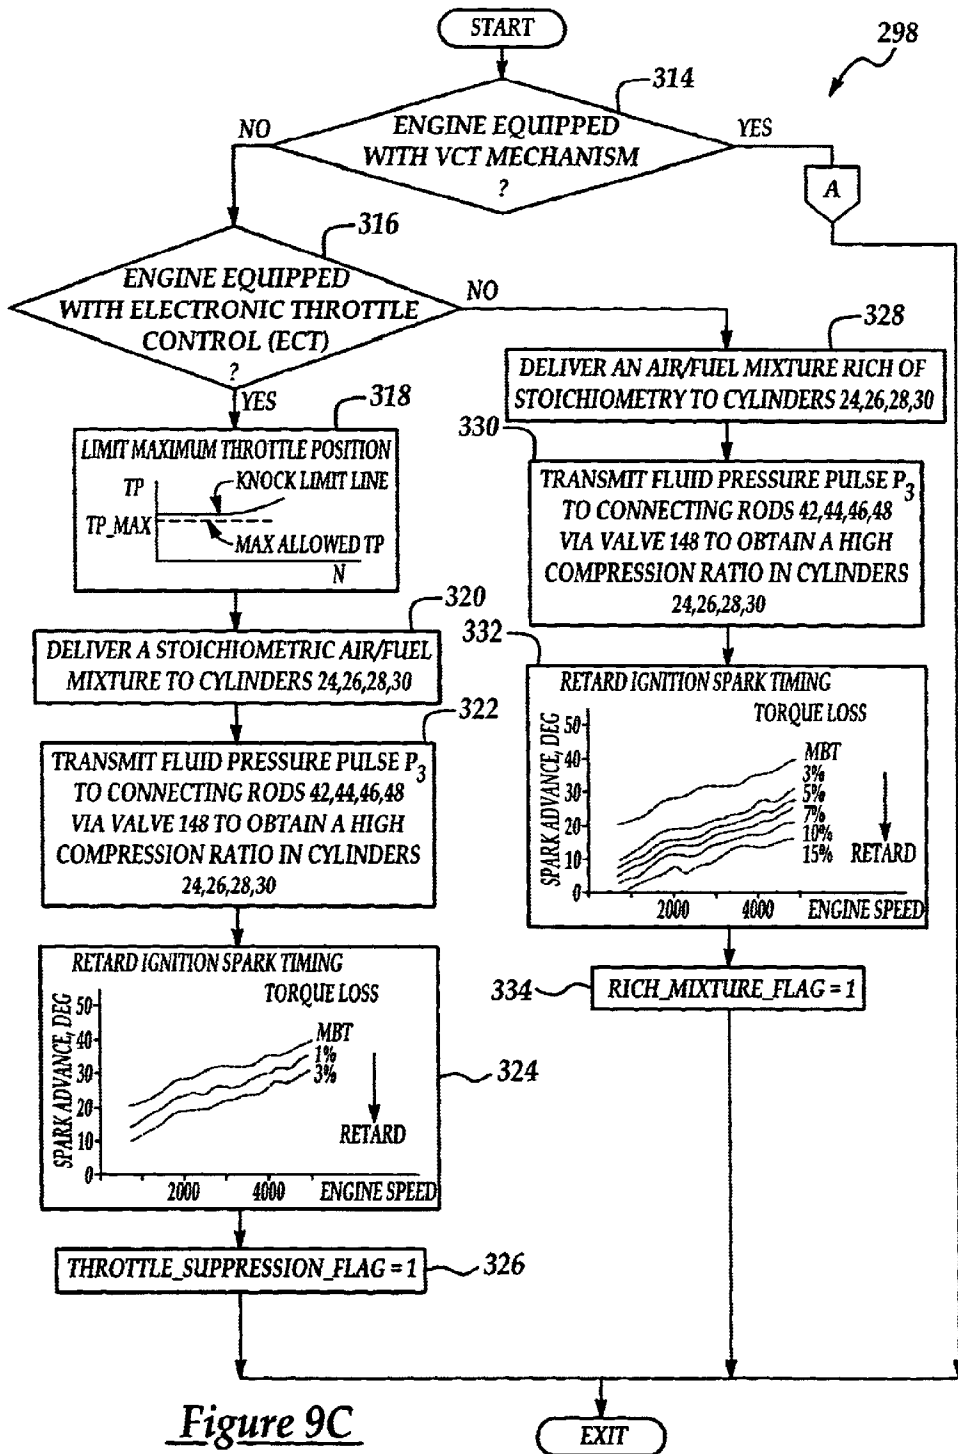 START
298
314
ENGINE EQUIPPED
WITH VCT MECHANISM
?
NO
YES
A
316
ENGINE EQUIPPED
WITH ELECTRONIC THROTTLE
CONTROL (ECT)
?
NO
YES
318
LIMIT MAXIMUM THROTTLE POSITION
TP
KNOCK LIMIT LINE
TP_MAX
MAX ALLOWED TP
N
320
DELIVER A STOICHIOMETRIC AIR/FUEL
MIXTURE TO CYLINDERS 24,26,28,30
322
TRANSMIT FLUID PRESSURE PULSE P3
TO CONNECTING RODS 42,44,46,48
VIA VALVE 148 TO OBTAIN A HIGH
COMPRESSION RATIO IN CYLINDERS
24,26,28,30
324
RETARD IGNITION SPARK TIMING
TORQUE LOSS
SPARK ADVANCE, DEG
50
40
30
20
10
0
MBT
1%
3%
RETARD
2000
4000
ENGINE SPEED
THROTTLE_SUPPRESSION_FLAG = 1
326
328
DELIVER AN AIR/FUEL MIXTURE RICH OF
STOICHIOMETRY TO CYLINDERS 24,26,28,30
330
TRANSMIT FLUID PRESSURE PULSE P3
TO CONNECTING RODS 42,44,46,48
VIA VALVE 148 TO OBTAIN A HIGH
COMPRESSION RATIO IN CYLINDERS
24,26,28,30
332
RETARD IGNITION SPARK TIMING
TORQUE LOSS
SPARK ADVANCE, DEG
50
40
30
20
10
0
MBT
3%
5%
7%
10%
15%
RETARD
2000
4000
ENGINE SPEED
334
RICH_MIXTURE_FLAG = 1
Figure 9C
EXIT